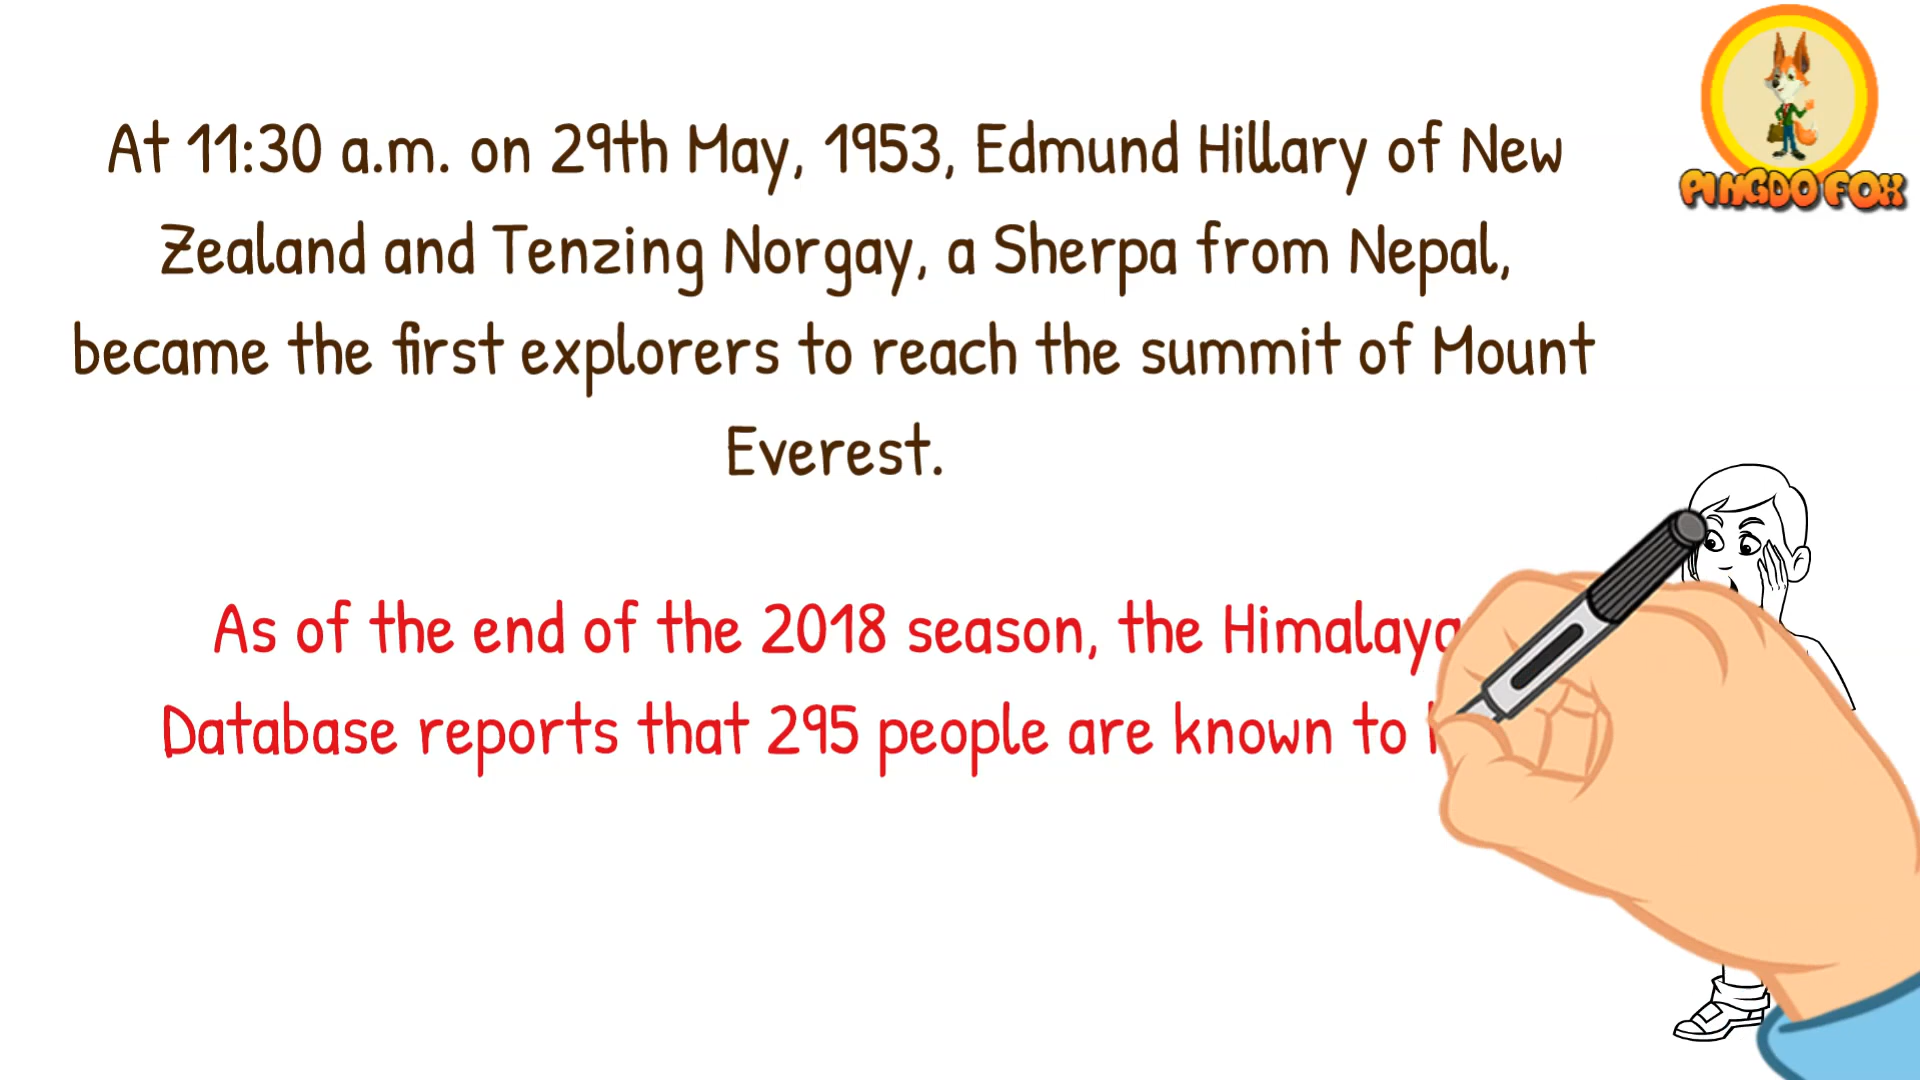 At 11:30 a.m. on 29th May, 1953, Edmund Hillary of New
Zealand and Tenzing Norgay, a Sherpa from Nepal,
became the first explorers to reach the summit of Mount
Everest.
As of the end of the 2018 season, the Himalaya
Database reports that 295 people are known to
PINGDO FOX